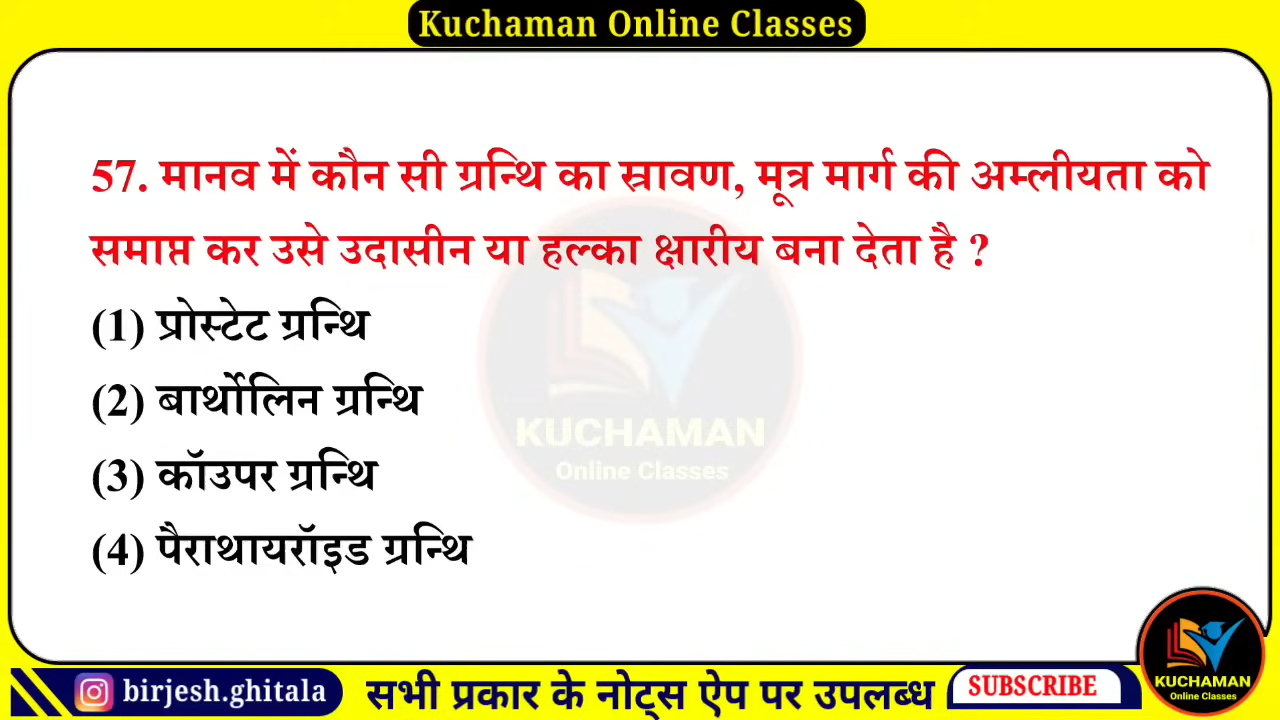 Kuchaman Online Classes
57. मानव में कौन सी ग्रन्थि का स्रावण, मूत्र मार्ग की अम्लीयता को
समाप्त कर उसे उदासीन या हल्का क्षारीय बना देता है ?
(1) प्रोस्टेट ग्रन्थि
(2) बार्थोलिन ग्रन्थि
(3) कॉउपर ग्रन्थि
(4) पैराथायरॉइड ग्रन्थि
KUCHAMAN
Online Classes
birjesh.ghitala
सभी प्रकार के नोट्स ऐप पर उपलब्ध
SUBSCRIBE
KUCHAMAN
Online Classes